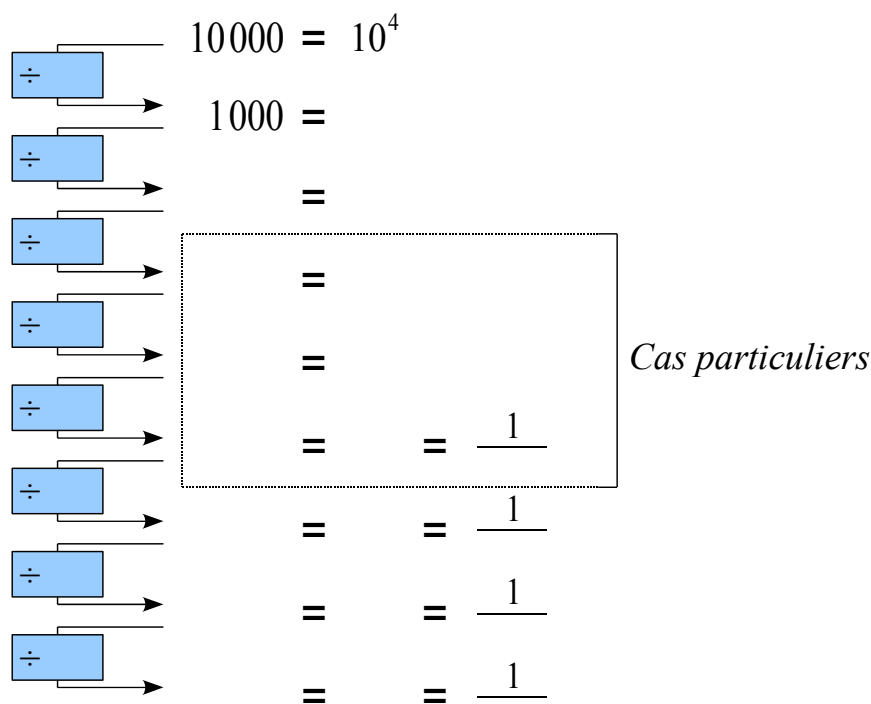 10000 = 10⁴
÷
1000 =
÷
=
÷
=
÷
=
Cas particuliers
÷
= = 1
÷
= = 1
÷
= = 1
÷
= = 1